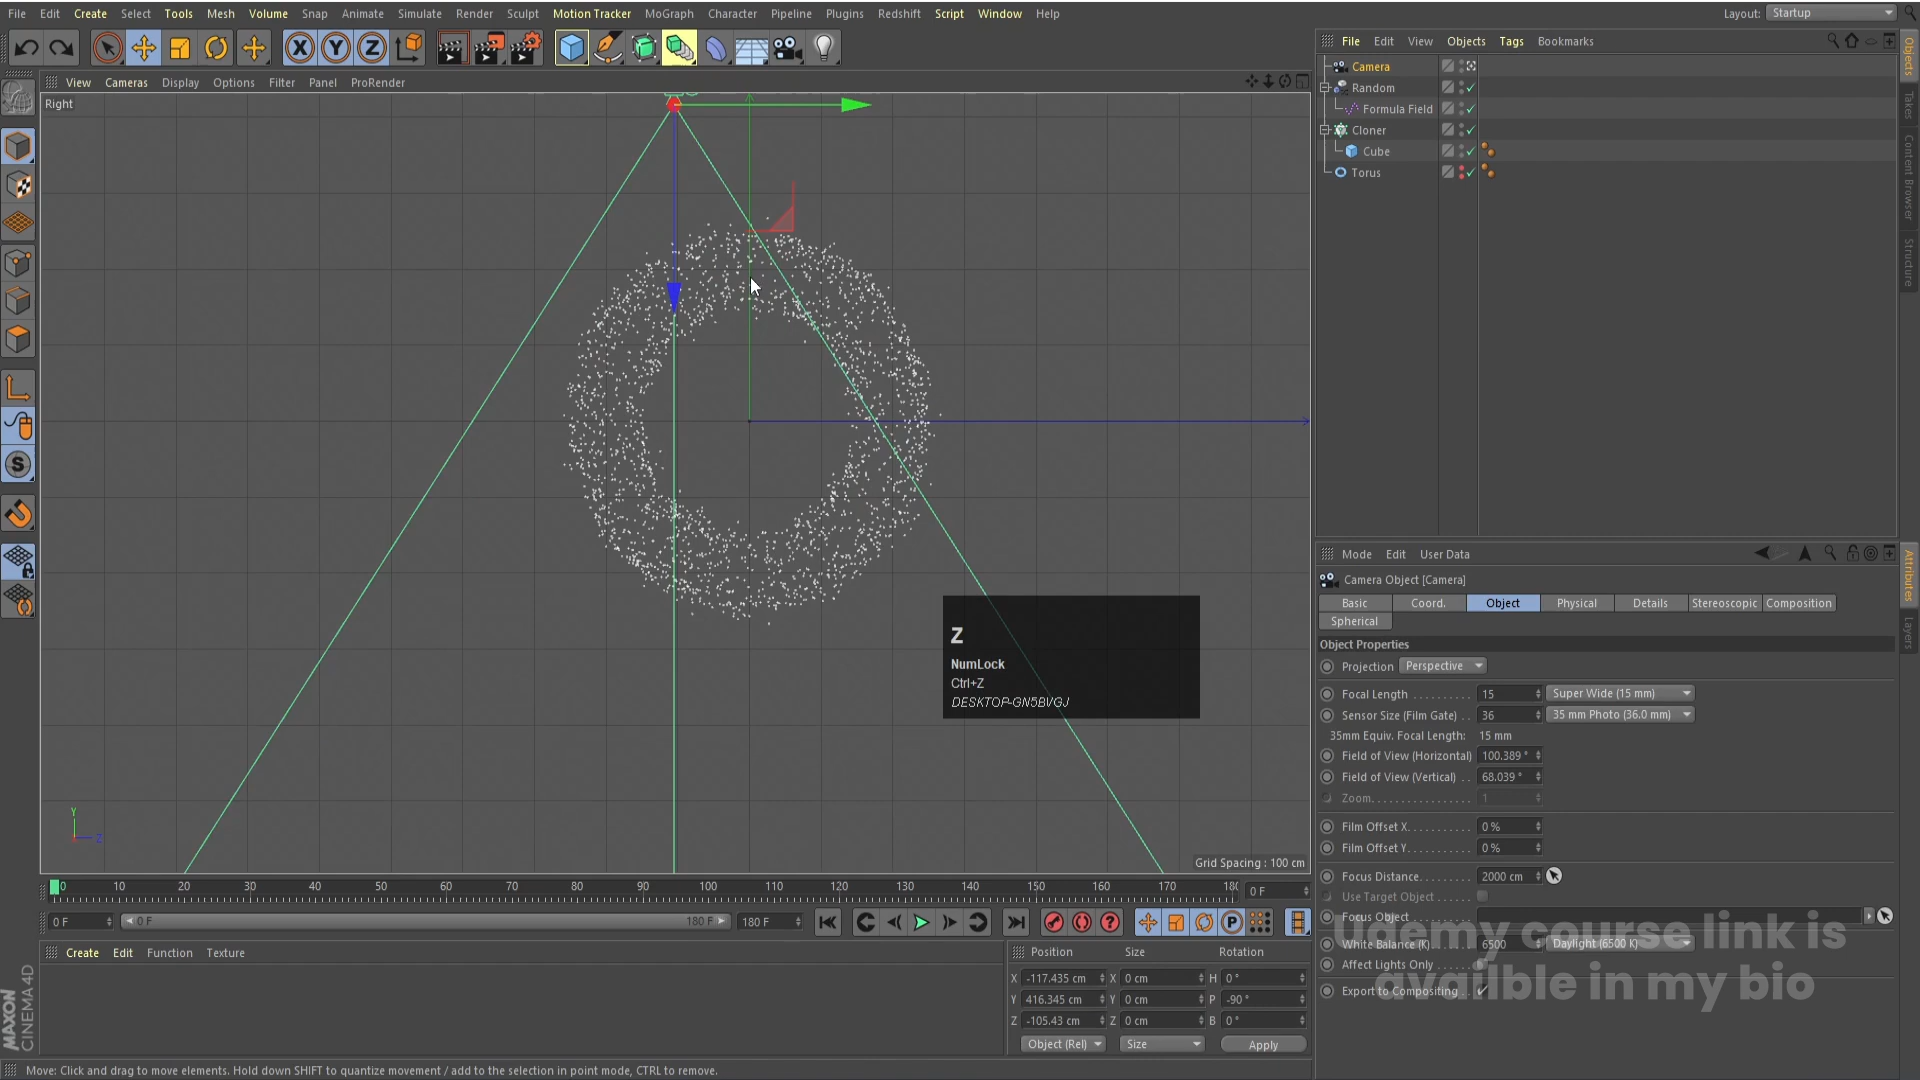 File Edit Create Select Tools Mesh Volume Snap Animate Simulate Render Sculpt Motion Tracker MoGraph Character Pipeline Plugins Redshift Script Window Help
Layout: Startup
X Y Z
File Edit View Objects Tags Bookmarks
View Cameras Display Options Filter Panel ProRender
Right
Camera
Random
Formula Field
Cloner
Cube
Torus
Objects
Takes
Content Browser
Structure
Z
NumLock
Ctrl+Z
DESKTOP-GN5BVGJ
Y
Z
Grid Spacing : 100 cm
Mode Edit User Data
Camera Object [Camera]
Basic Coord. Object Physical Details Stereoscopic Composition
Spherical
Object Properties
Projection Perspective
Focal Length 15 Super Wide (15 mm)
Sensor Size (Film Gate) 36 35 mm Photo (36.0 mm)
35mm Equiv. Focal Length: 15 mm
Field of View (Horizontal) 100.389 °
Field of View (Vertical) 68.039 °
Zoom 1
Film Offset X 0 %
Film Offset Y 0 %
Focus Distance 2000 cm
Use Target Object
Focus Object
White Balance (K) 6500 Daylight (6500 K)
Affect Lights Only
Export to Compositing
Attributes
Layers
Udemy course link is
availble in my bio
0 10 20 30 40 50 60 70 80 90 100 110 120 130 140 150 160 170 180 0 F
0 F 0 F 180 F 180 F
Create Edit Function Texture
Position Size Rotation
X -117.435 cm X 0 cm H 0 °
Y 416.345 cm Y 0 cm P -90 °
Z -105.43 cm Z 0 cm B 0 °
Object (Rel) Size Apply
MAXON
CINEMA 4D
Move: Click and drag to move elements. Hold down SHIFT to quantize movement / add to the selection in point mode, CTRL to remove.